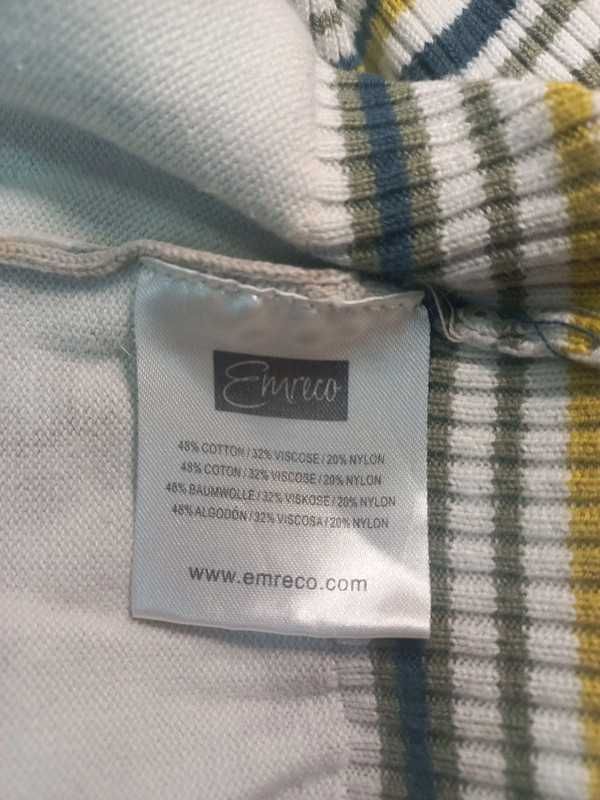 Emreco
48% COTTON / 32% VISCOSE / 20% NYLON
48% COTON / 32% VISCOSE / 20% NYLON
48% BAUMWOLLE / 32% VISKOSE / 20% NYLON
48% ALGODÓN / 32% VISCOSA / 20% NYLON
www.emreco.com